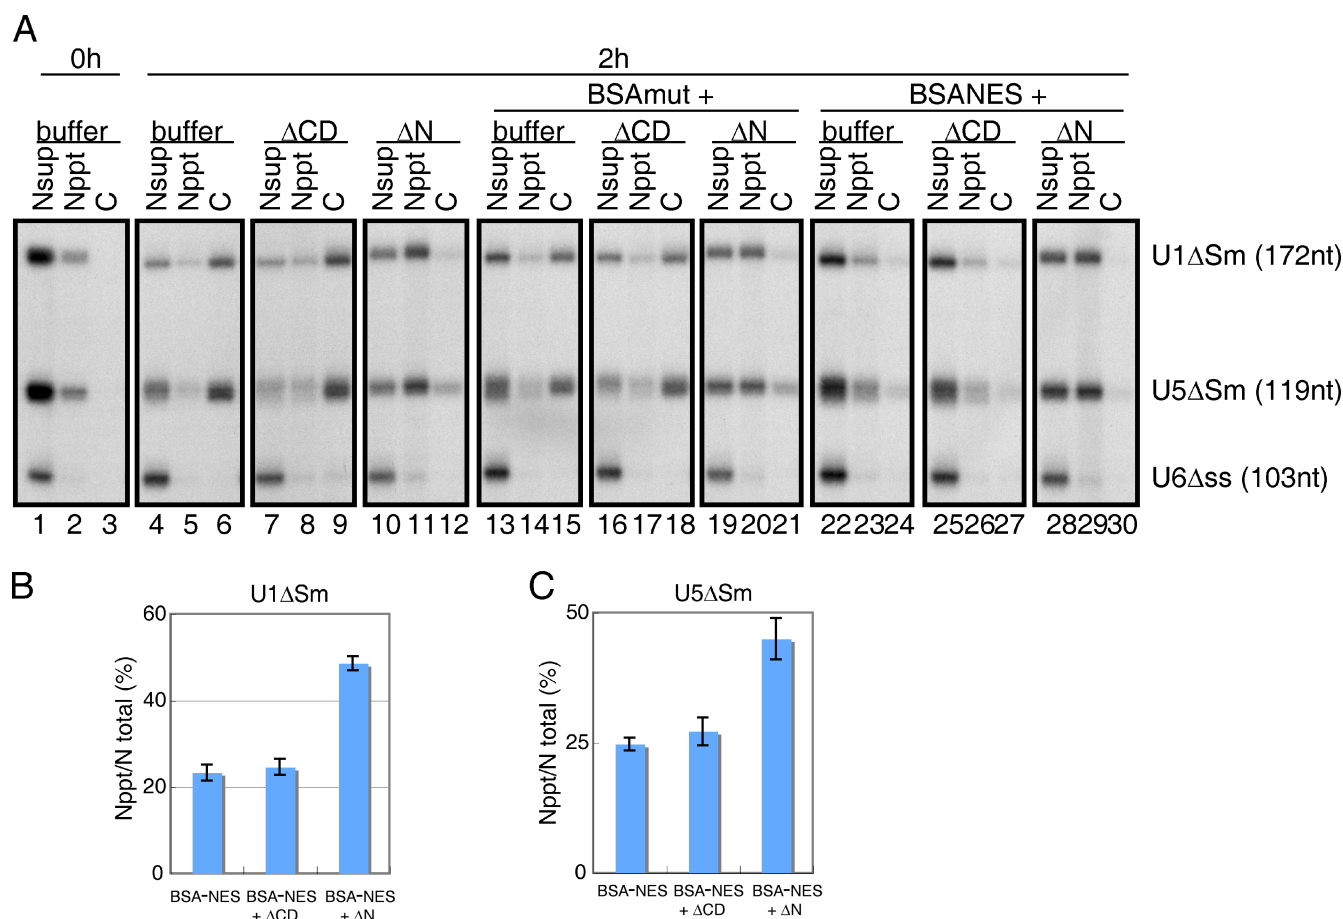 A
0h 2h
BSAmut + BSANES +
buffer buffer ΔCD ΔN buffer ΔCD ΔN buffer ΔCD ΔN
Nsup Nppt C Nsup Nppt C Nsup Nppt C Nsup Nppt C Nsup Nppt C Nsup Nppt C Nsup Nppt C Nsup Nppt C Nsup Nppt C Nsup Nppt C
U1ΔSm (172nt)
U5ΔSm (119nt)
U6Δss (103nt)
1 2 3 4 5 6 7 8 9 10 11 12 13 14 15 16 17 18 19 20 21 22 23 24 25 26 27 28 29 30
B
U1ΔSm
Nppt/N total (%)
60
40
20
0
BSA-NES BSA-NES BSA-NES
+ ΔCD + ΔN
C
U5ΔSm
Nppt/N total (%)
50
25
0
BSA-NES BSA-NES BSA-NES
+ ΔCD + ΔN